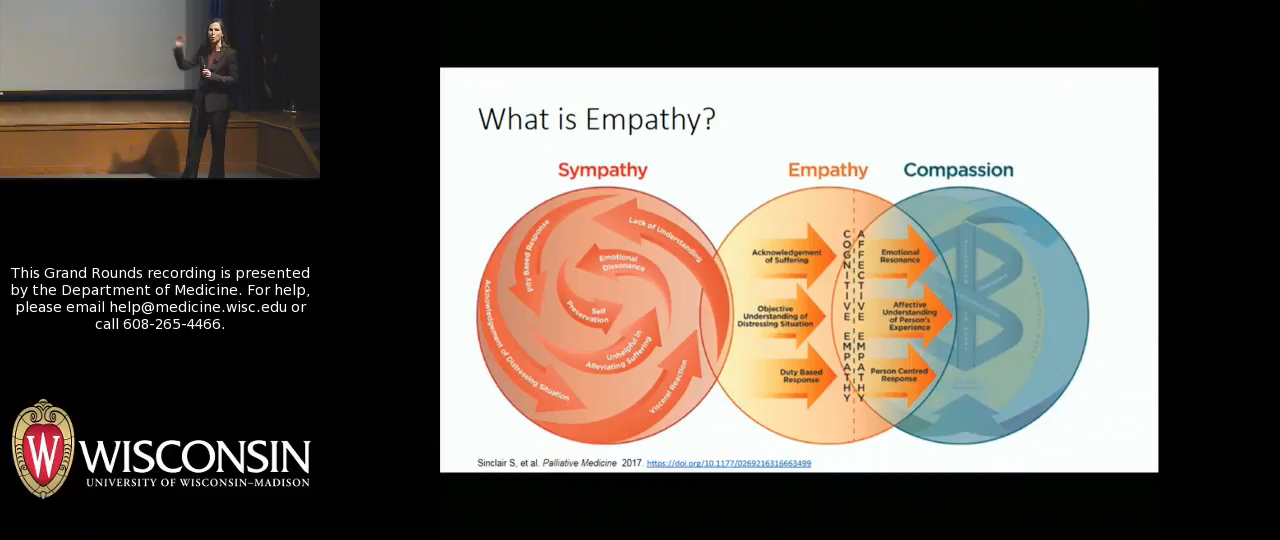 What is Empathy?
Sympathy
Empathy
Compassion
Lack of Understanding
Pity Based Response
Emotional
Dissonance
Self
Preservation
Unhelpful in
Alleviating Suffering
Acknowledgement of Distressing Situation
Visceral Reaction
Acknowledgement
of Suffering
Objective
Understanding of
Distressing Situation
Duty Based
Response
COGNITIVE EMPATHY
AFFECTIVE EMPATHY
Emotional
Resonance
Affective
Understanding
of Person's
Experience
Person Centred
Response
Sinclair S, et al. Palliative Medicine 2017. https://doi.org/10.1177/0269216316663499
This Grand Rounds recording is presented
by the Department of Medicine. For help,
please email help@medicine.wisc.edu or
call 608-265-4466.
W
WISCONSIN
UNIVERSITY OF WISCONSIN–MADISON